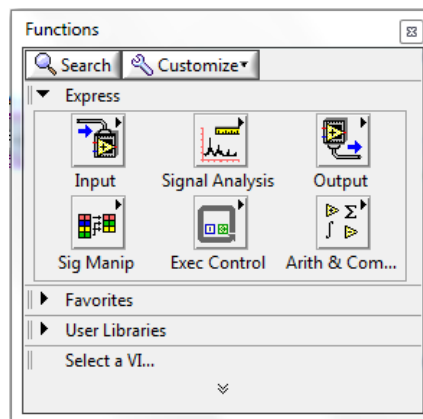 Functions
Search Customize
Express
Input Signal Analysis Output
Sig Manip Exec Control Arith & Com...
Favorites
User Libraries
Select a VI...